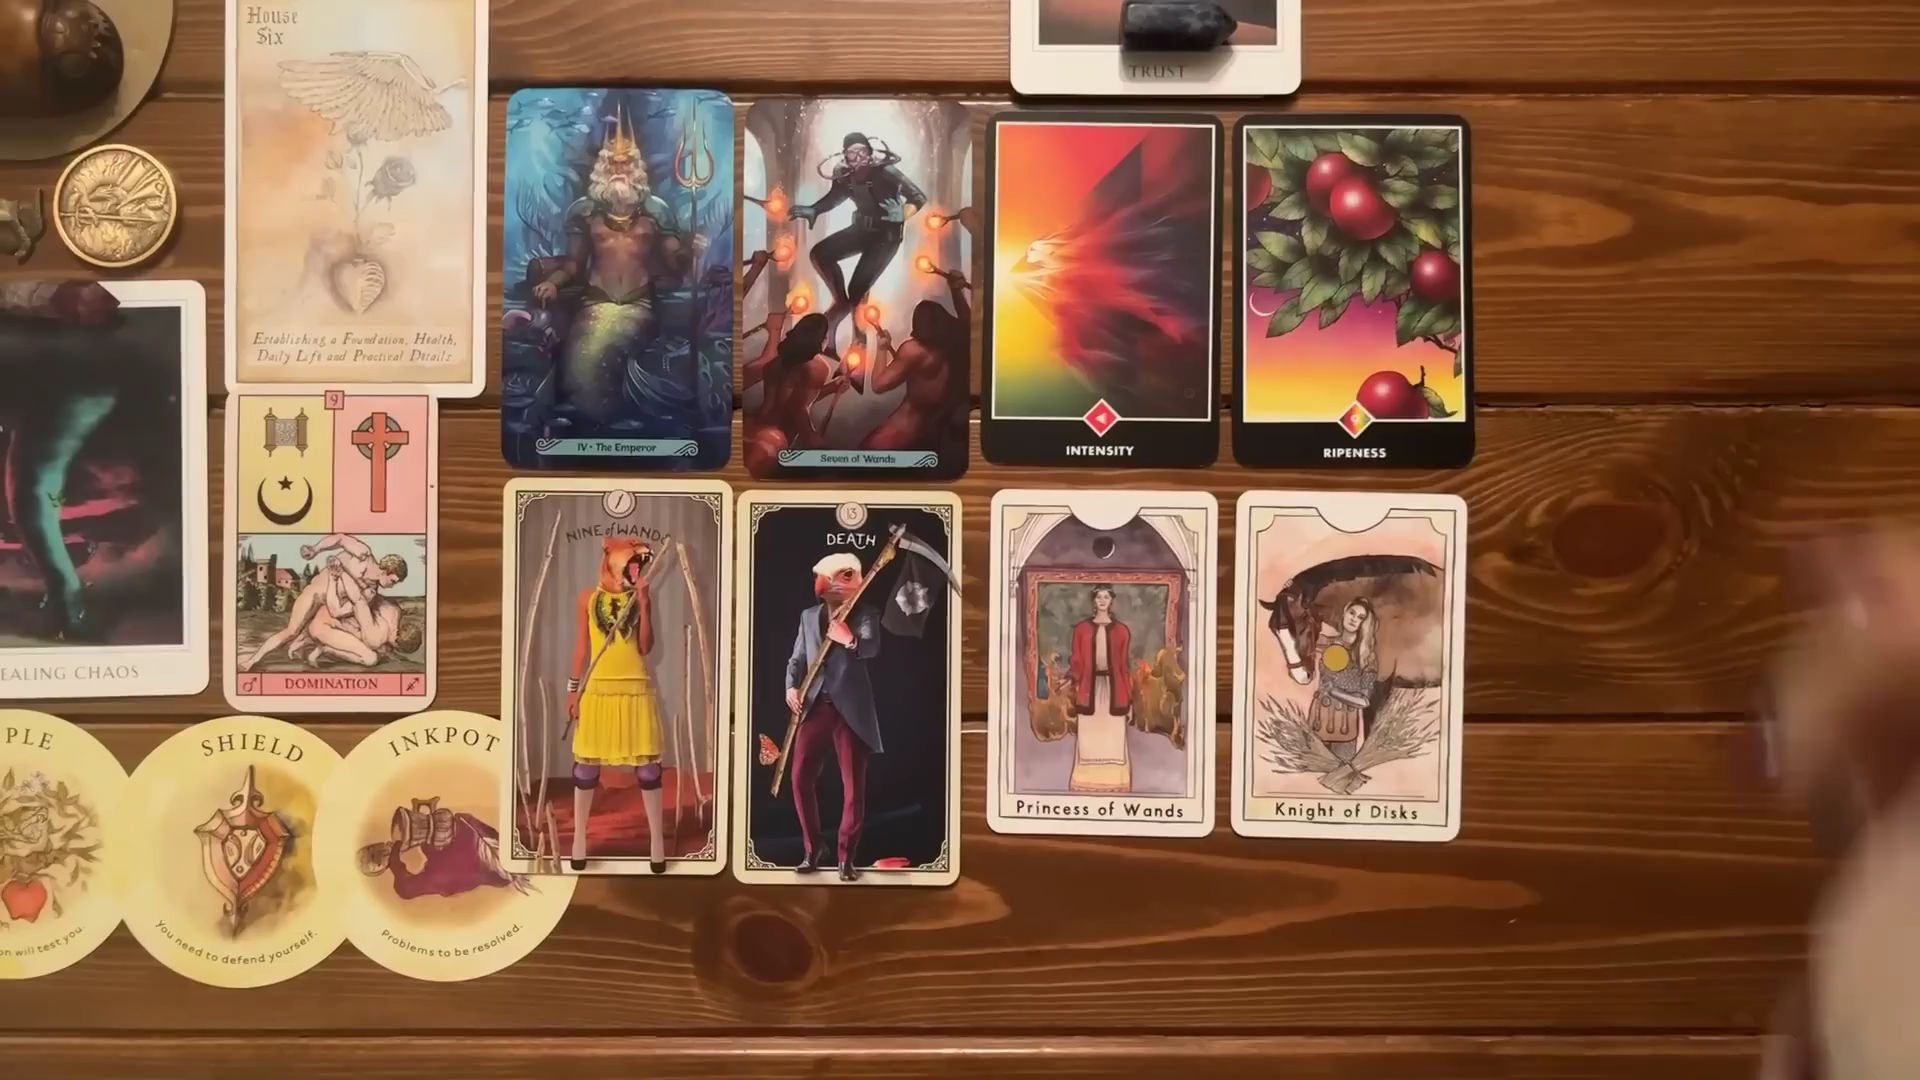 House
Six
Establishing a Foundation, Health,
Daily Life and Practical Details
TRUST
IV - The Emperor
Seven of Wands
INTENSITY
RIPENESS
9
DOMINATION
EALING CHAOS
NINE of WANDS
13
DEATH
Princess of Wands
Knight of Disks
PLE
on will test you.
SHIELD
You need to defend yourself.
INKPOT
Problems to be resolved.